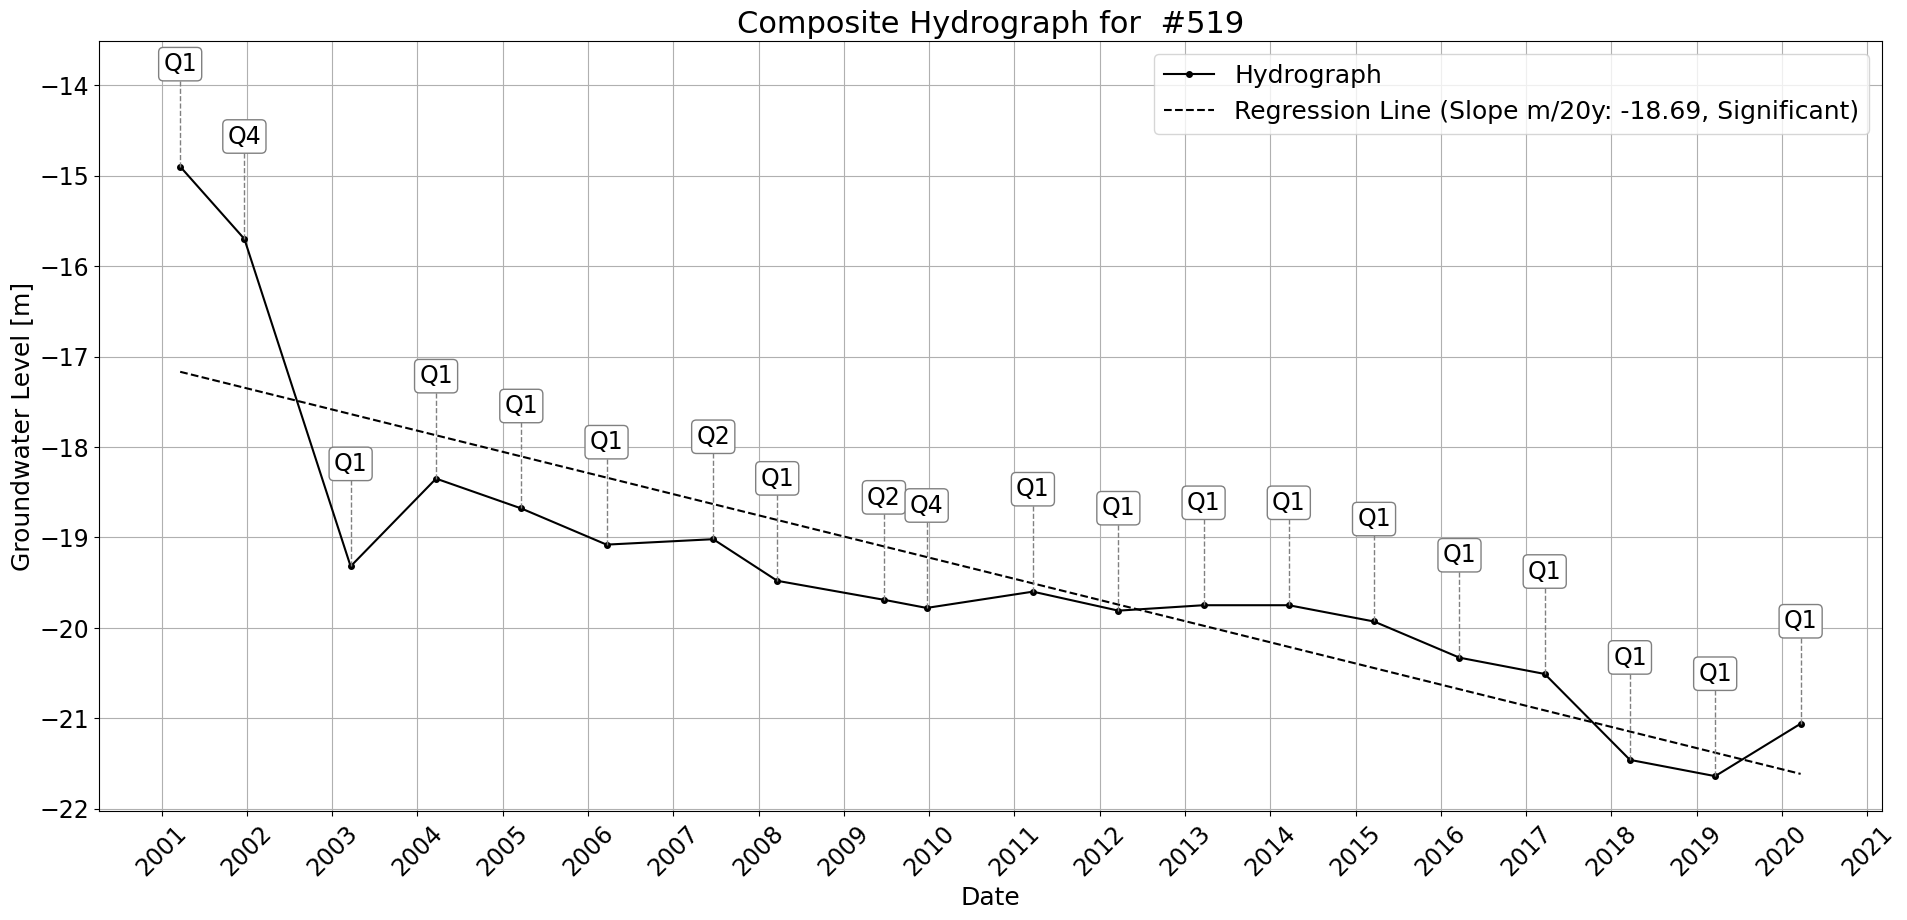 Composite Hydrograph for  #519
Hydrograph
Regression Line (Slope m/20y: -18.69, Significant)
Groundwater Level [m]
−14
−15
−16
−17
−18
−19
−20
−21
−22
Q1
Q4
Q1
Q1
Q1
Q1
Q2
Q1
Q2
Q4
Q1
Q1
Q1
Q1
Q1
Q1
Q1
Q1
Q1
Q1
2001
2002
2003
2004
2005
2006
2007
2008
2009
2010
2011
2012
2013
2014
2015
2016
2017
2018
2019
2020
2021
Date